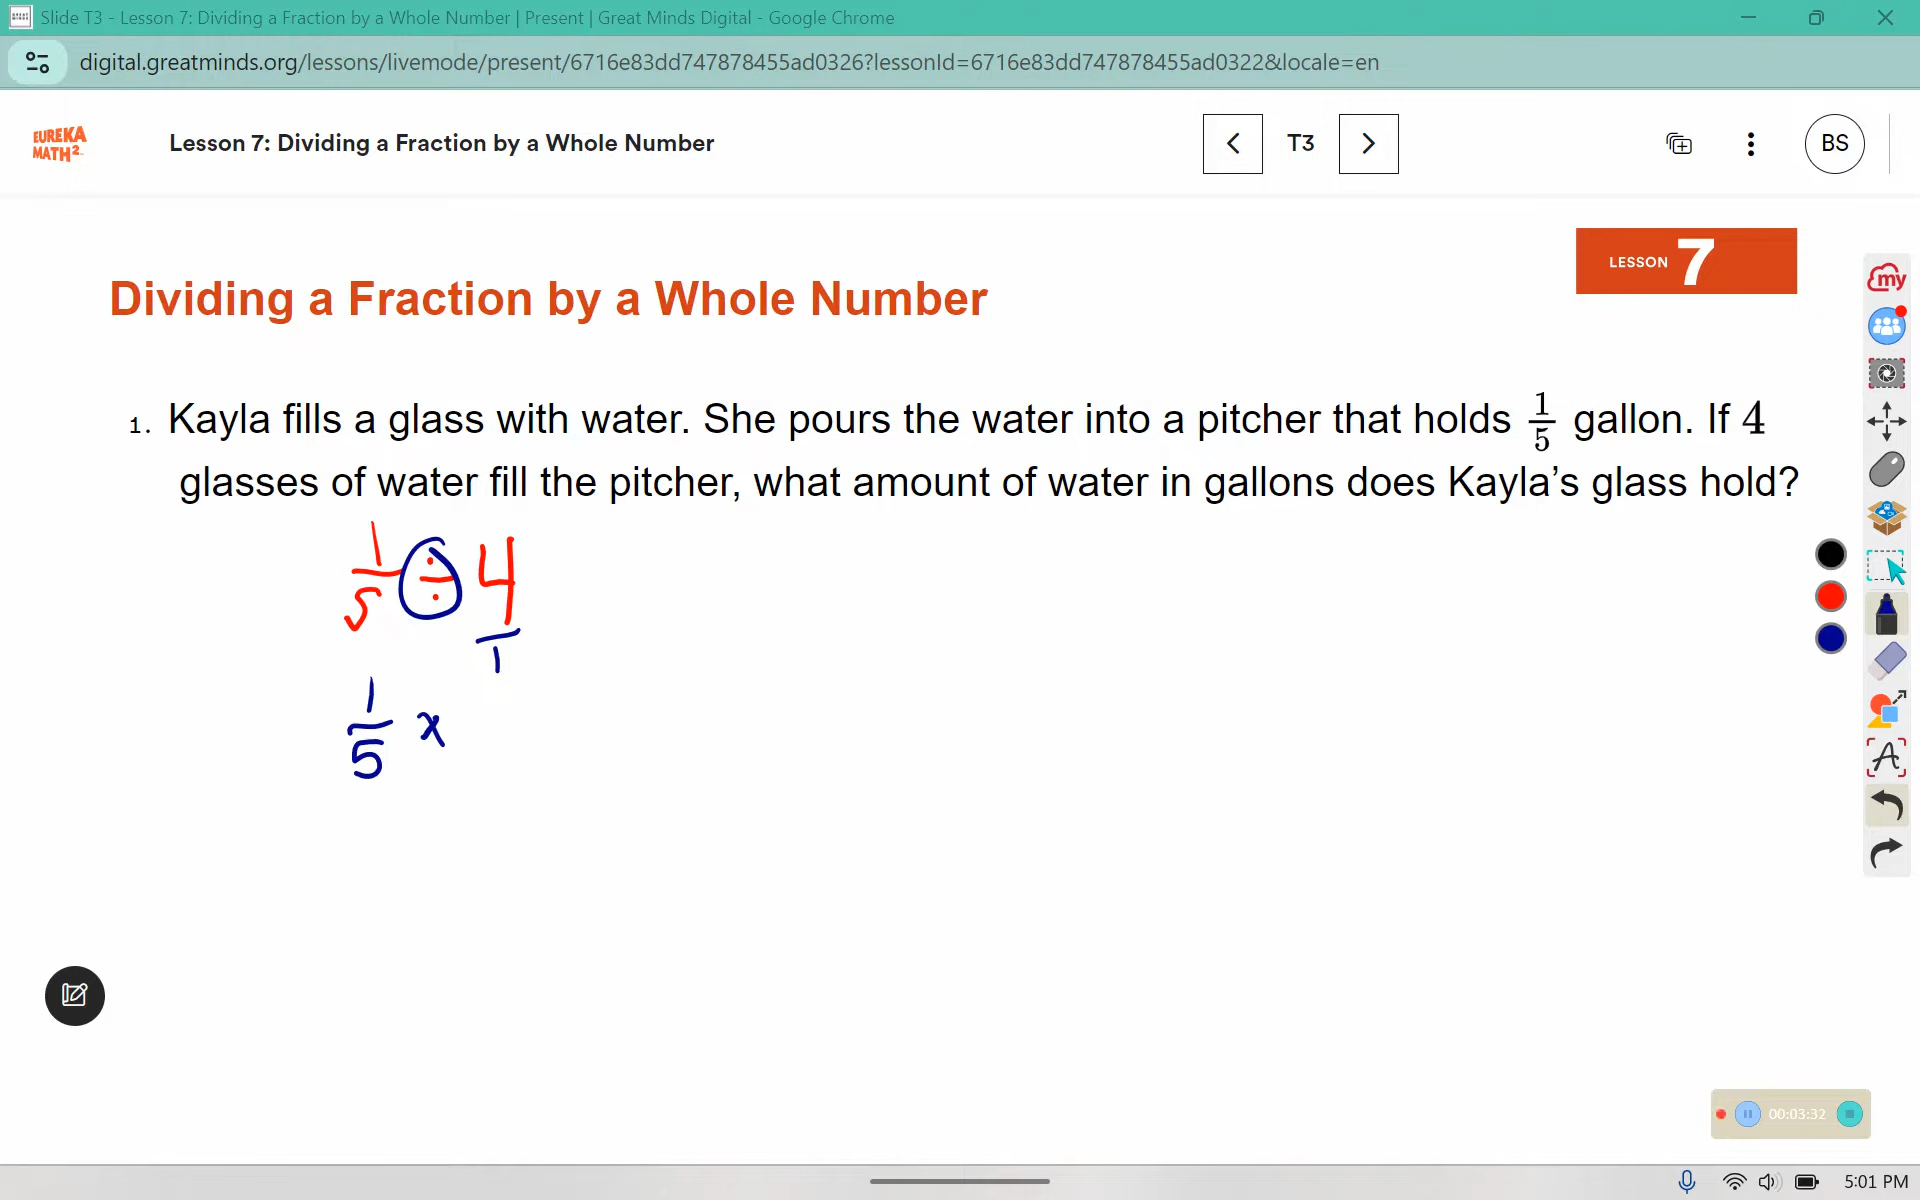 Slide T3 - Lesson 7: Dividing a Fraction by a Whole Number | Present | Great Minds Digital - Google Chrome
digital.greatminds.org/lessons/livemode/present/6716e83dd747878455ad0326?lessonId=6716e83dd747878455ad0322&locale=en
EUREKA MATH² Lesson 7: Dividing a Fraction by a Whole Number T3 BS
LESSON 7
my
Dividing a Fraction by a Whole Number
1. Kayla fills a glass with water. She pours the water into a pitcher that holds 1/5 gallon. If 4
glasses of water fill the pitcher, what amount of water in gallons does Kayla’s glass hold?
1/5 ÷ 4/1
1/5 x
A
00:03:32
5:01 PM